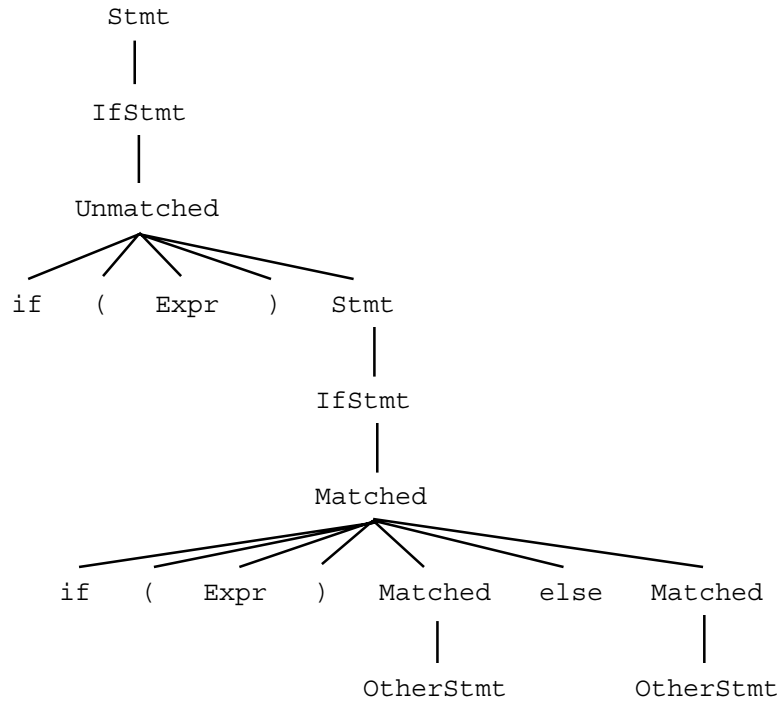 Stmt
IfStmt
Unmatched
if ( Expr ) Stmt
IfStmt
Matched
if ( Expr ) Matched else Matched
OtherStmt OtherStmt